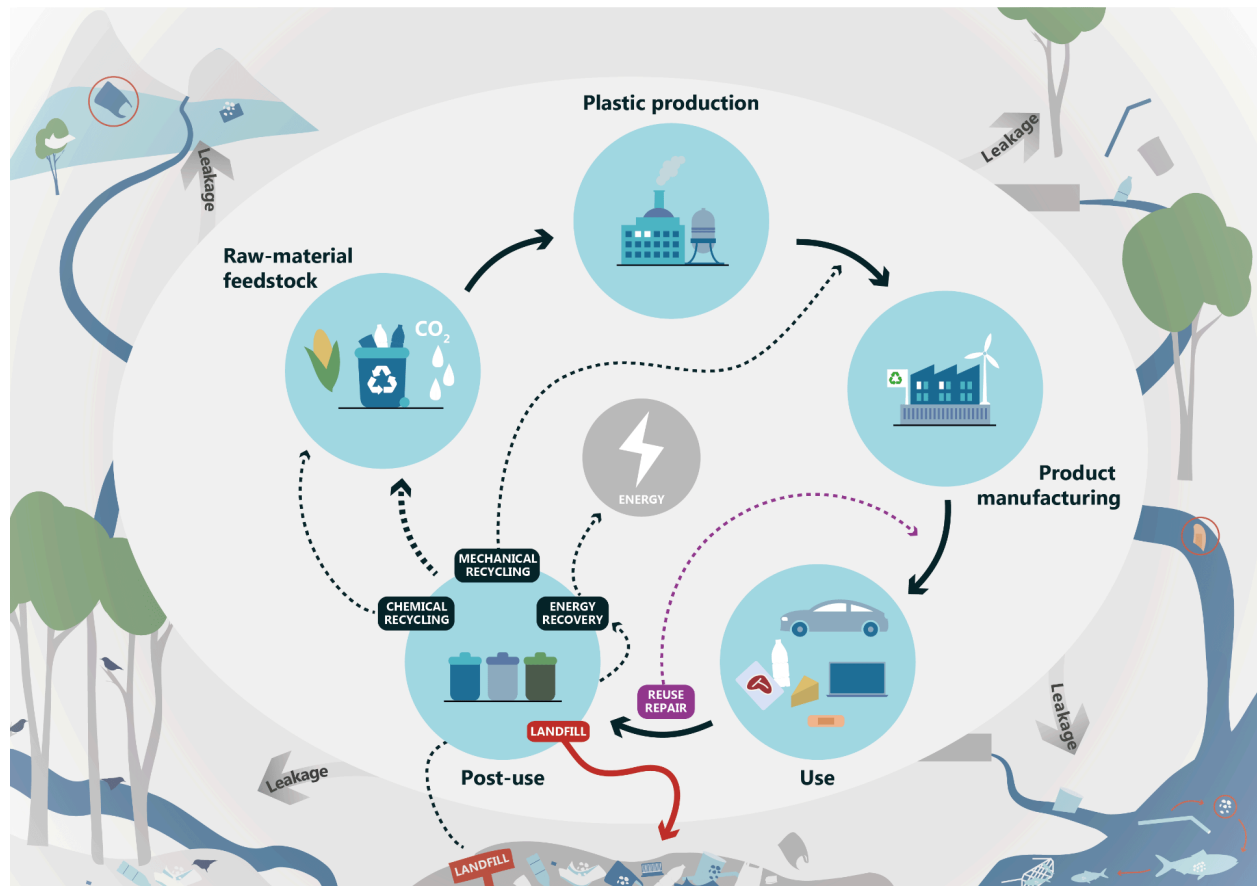 Plastic production
Leakage
Leakage
Raw-material
feedstock
CO₂
ENERGY
Product
manufacturing
MECHANICAL
RECYCLING
CHEMICAL
RECYCLING
ENERGY
RECOVERY
REUSE
REPAIR
LANDFILL
Leakage
Leakage
Post-use
Use
LANDFILL